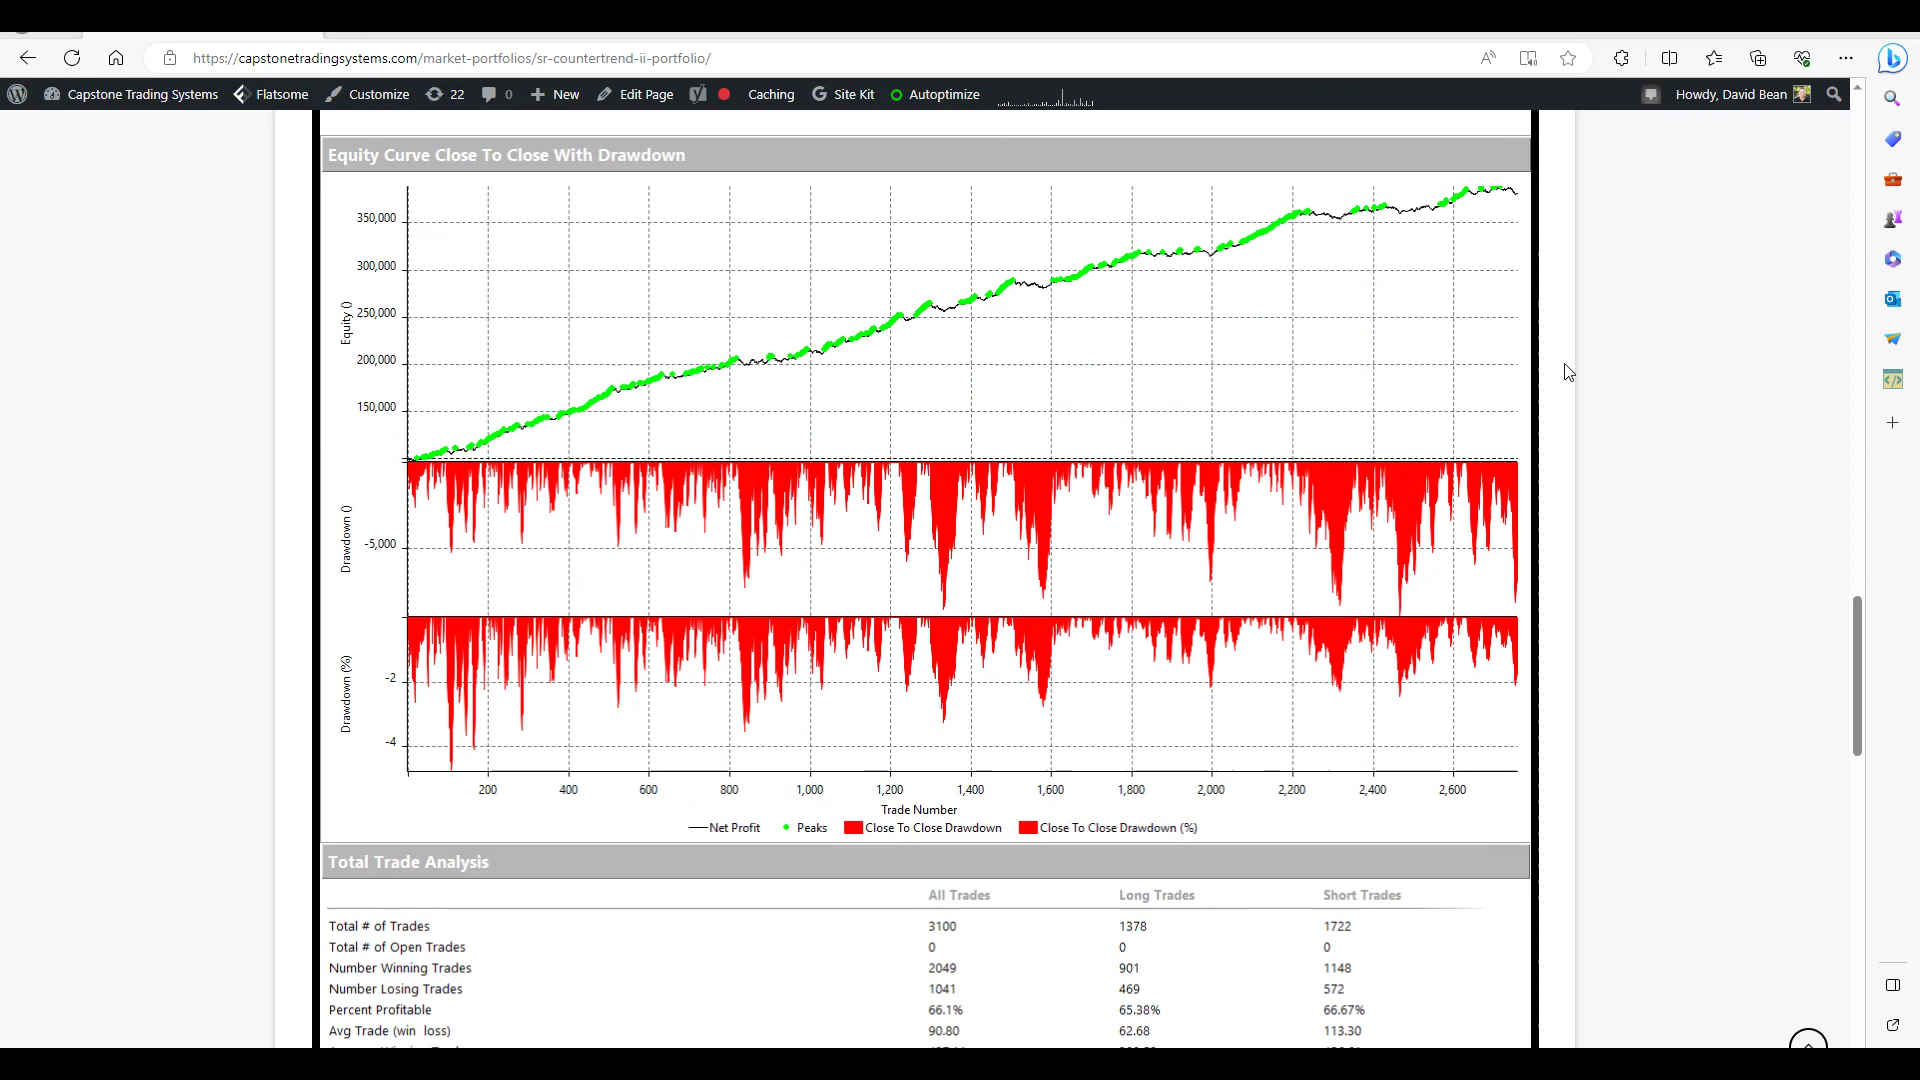 https://capstonetradingsystems.com/market-portfolios/sr-countertrend-ii-portfolio/
Capstone Trading Systems Flatsome Customize 22 0 New Edit Page Caching Site Kit Autoptimize Howdy, David Bean
Equity Curve Close To Close With Drawdown
350,000
300,000
250,000
200,000
150,000
Equity ()
-5,000
Drawdown ()
-2
-4
Drawdown (%)
200 400 600 800 1,000 1,200 1,400 1,600 1,800 2,000 2,200 2,400 2,600
Trade Number
Net Profit Peaks Close To Close Drawdown Close To Close Drawdown (%)
Total Trade Analysis
All Trades Long Trades Short Trades
Total # of Trades 3100 1378 1722
Total # of Open Trades 0 0 0
Number Winning Trades 2049 901 1148
Number Losing Trades 1041 469 572
Percent Profitable 66.1% 65.38% 66.67%
Avg Trade (win loss) 90.80 62.68 113.30